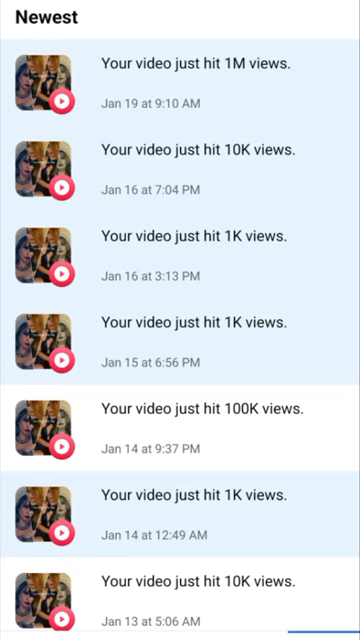 Newest
Your video just hit 1M views.
Jan 19 at 9:10 AM
Your video just hit 10K views.
Jan 16 at 7:04 PM
Your video just hit 1K views.
Jan 16 at 3:13 PM
Your video just hit 1K views.
Jan 15 at 6:56 PM
Your video just hit 100K views.
Jan 14 at 9:37 PM
Your video just hit 1K views.
Jan 14 at 12:49 AM
Your video just hit 10K views.
Jan 13 at 5:06 AM